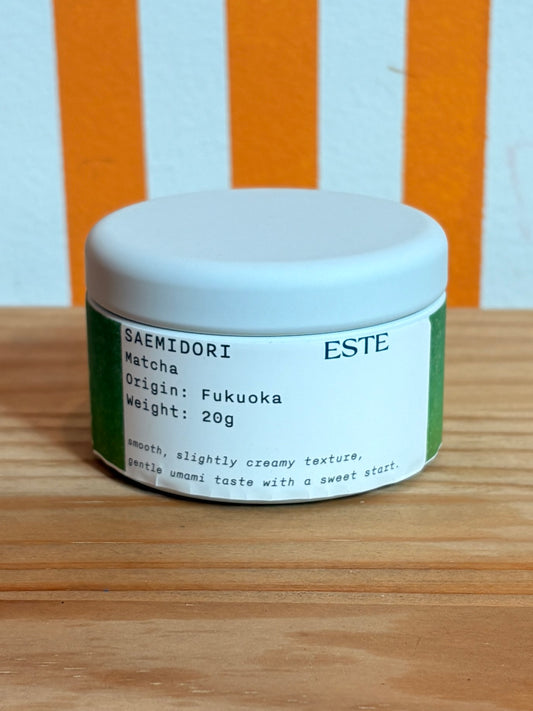 SAEMIDORI
ESTE
Matcha
Origin: Fukuoka
Weight: 20g
smooth, slightly creamy texture,
gentle umami taste with a sweet start.